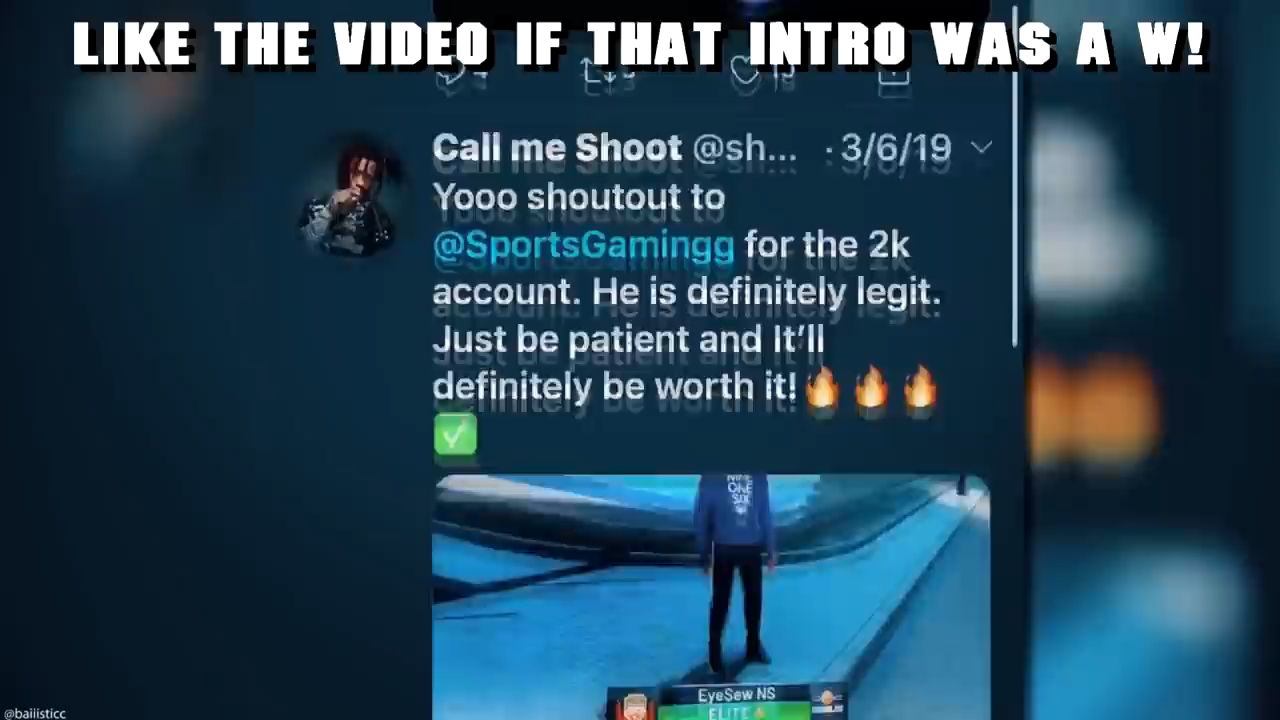 LIKE THE VIDEO IF THAT INTRO WAS A W!
Call me Shoot @sh... · 3/6/19
Yooo shoutout to
@SportsGamingg for the 2k
account. He is definitely legit.
Just be patient and It'll
definitely be worth it!🔥🔥🔥
✅
ONE
SIX
EyeSew NS
ELITE
@bailisticc